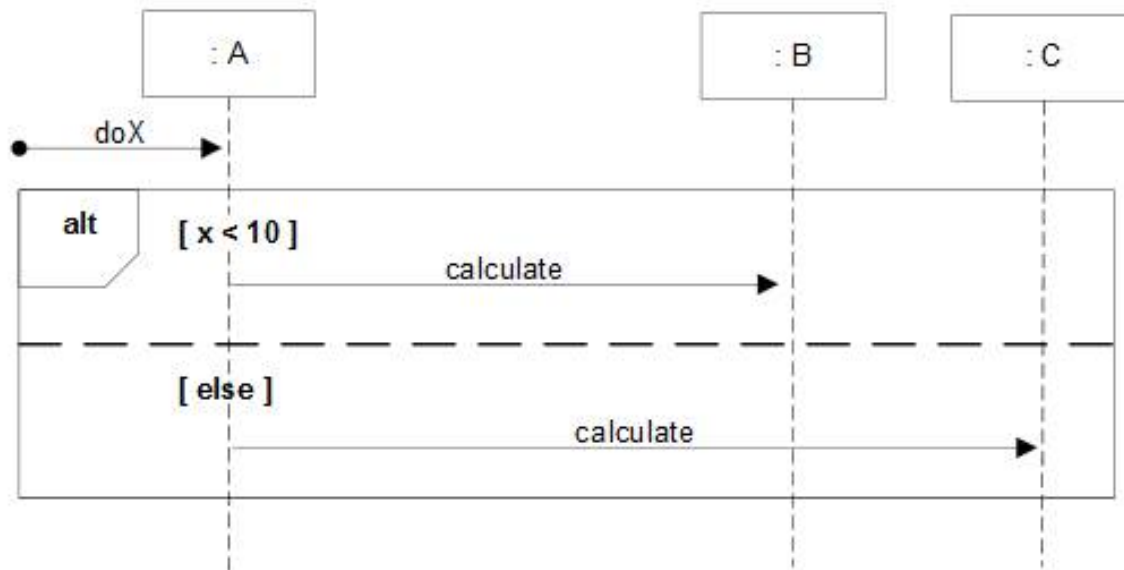 : A
: B
: C
doX
alt
[ x < 10 ]
calculate
[ else ]
calculate